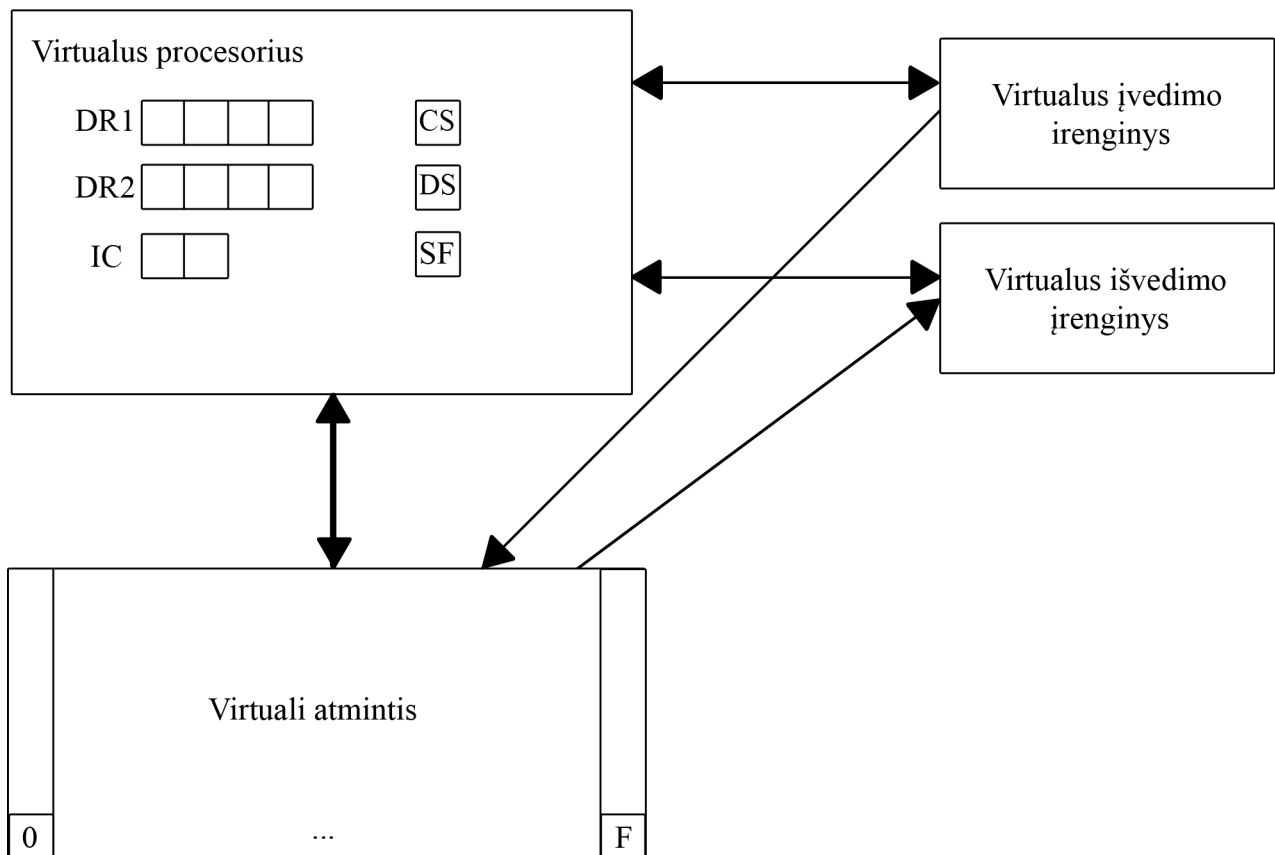 Virtualus procesorius
DR1
CS
DR2
DS
IC
SF
Virtualus įvedimo
irenginys
Virtualus išvedimo
įrenginys
Virtuali atmintis
0
...
F